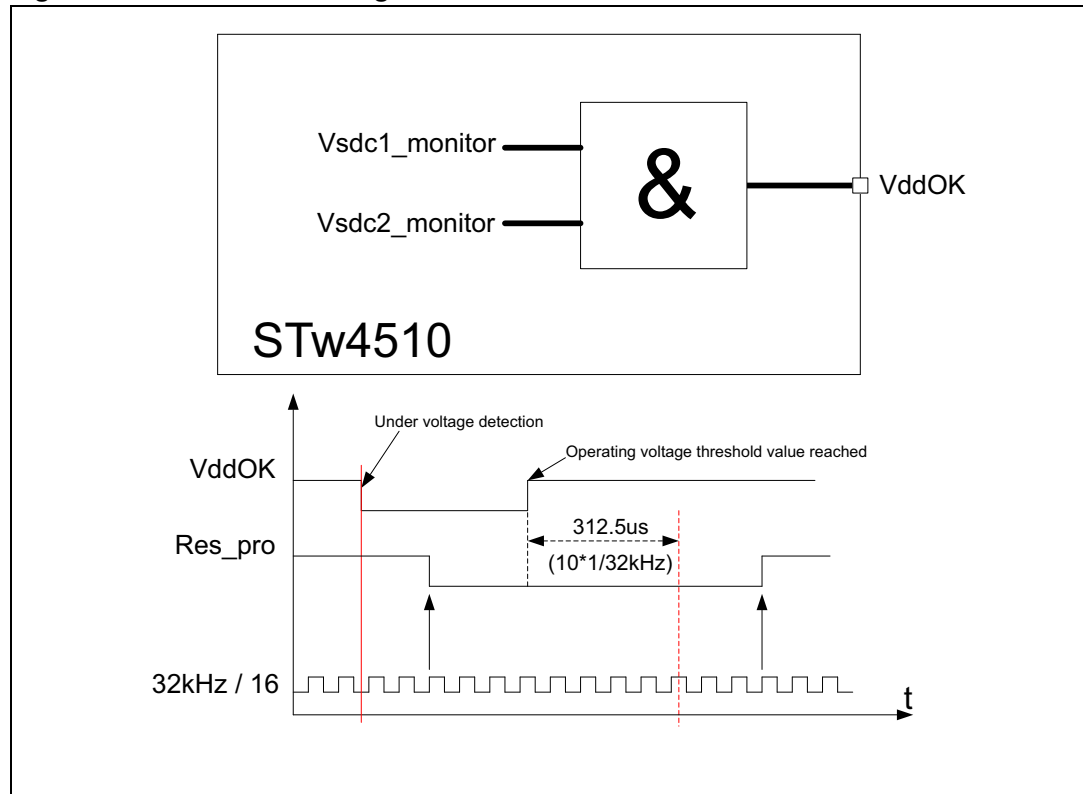 Vsdc1_monitor
&
VddOK
Vsdc2_monitor
STw4510
Under voltage detection
Operating voltage threshold value reached
VddOK
312.5us
Res_pro
(10*1/32kHz)
32kHz / 16
t